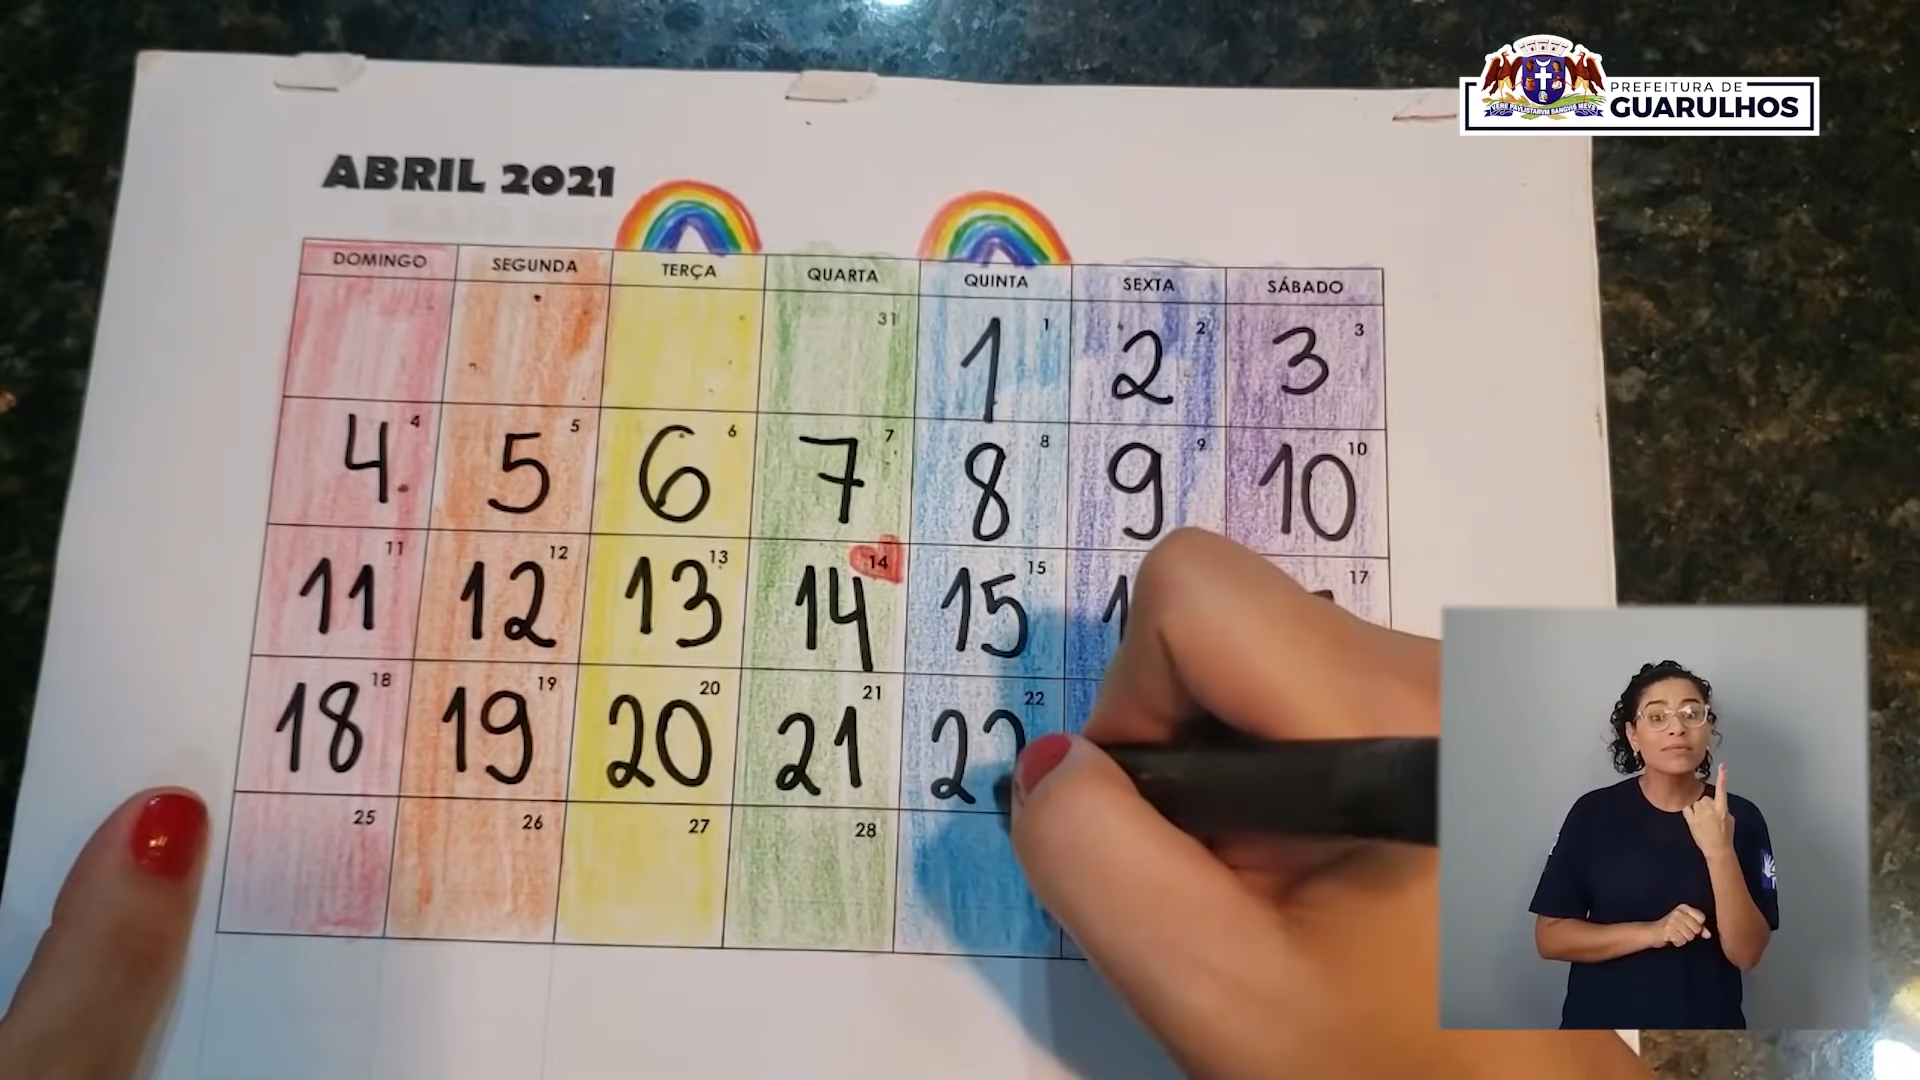 PREFEITURA DE
GUARULHOS
ABRIL 2021
DOMINGO SEGUNDA TERÇA QUARTA QUINTA SEXTA SÁBADO
31 1 2 3
1 2 3
4 5 6 7 8 9 10
4 5 6 7 8 9 10
11 12 13 14 15 17
11 12 13 14 15
18 19 20 21 22
18 19 20 21 22
25 26 27 28